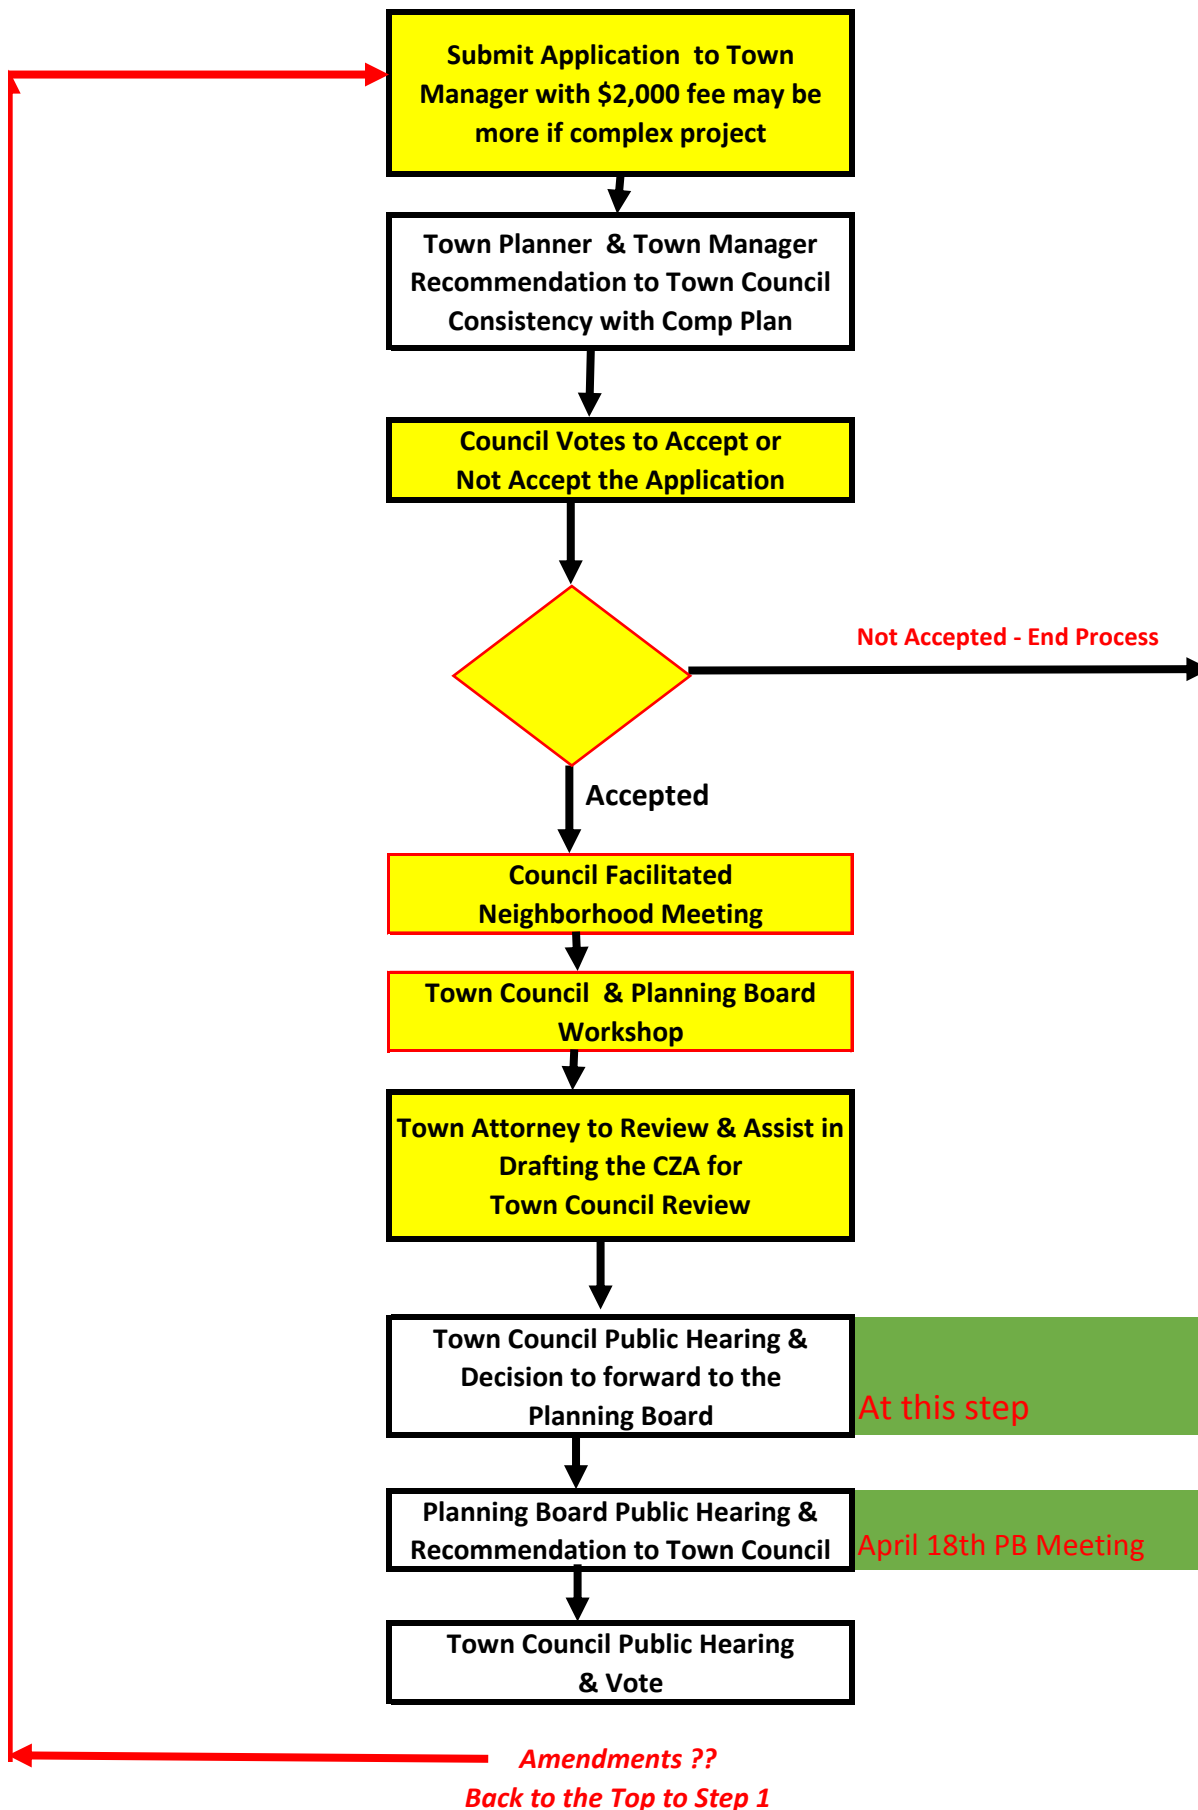 Submit Application to Town
Manager with $2,000 fee may be
more if complex project
Town Planner & Town Manager
Recommendation to Town Council
Consistency with Comp Plan
Council Votes to Accept or
Not Accept the Application
Not Accepted - End Process
Accepted
Council Facilitated
Neighborhood Meeting
Town Council & Planning Board
Workshop
Town Attorney to Review & Assist in
Drafting the CZA for
Town Council Review
Town Council Public Hearing &
Decision to forward to the
Planning Board
At this step
Planning Board Public Hearing &
Recommendation to Town Council
April 18th PB Meeting
Town Council Public Hearing
& Vote
Amendments ??
Back to the Top to Step 1